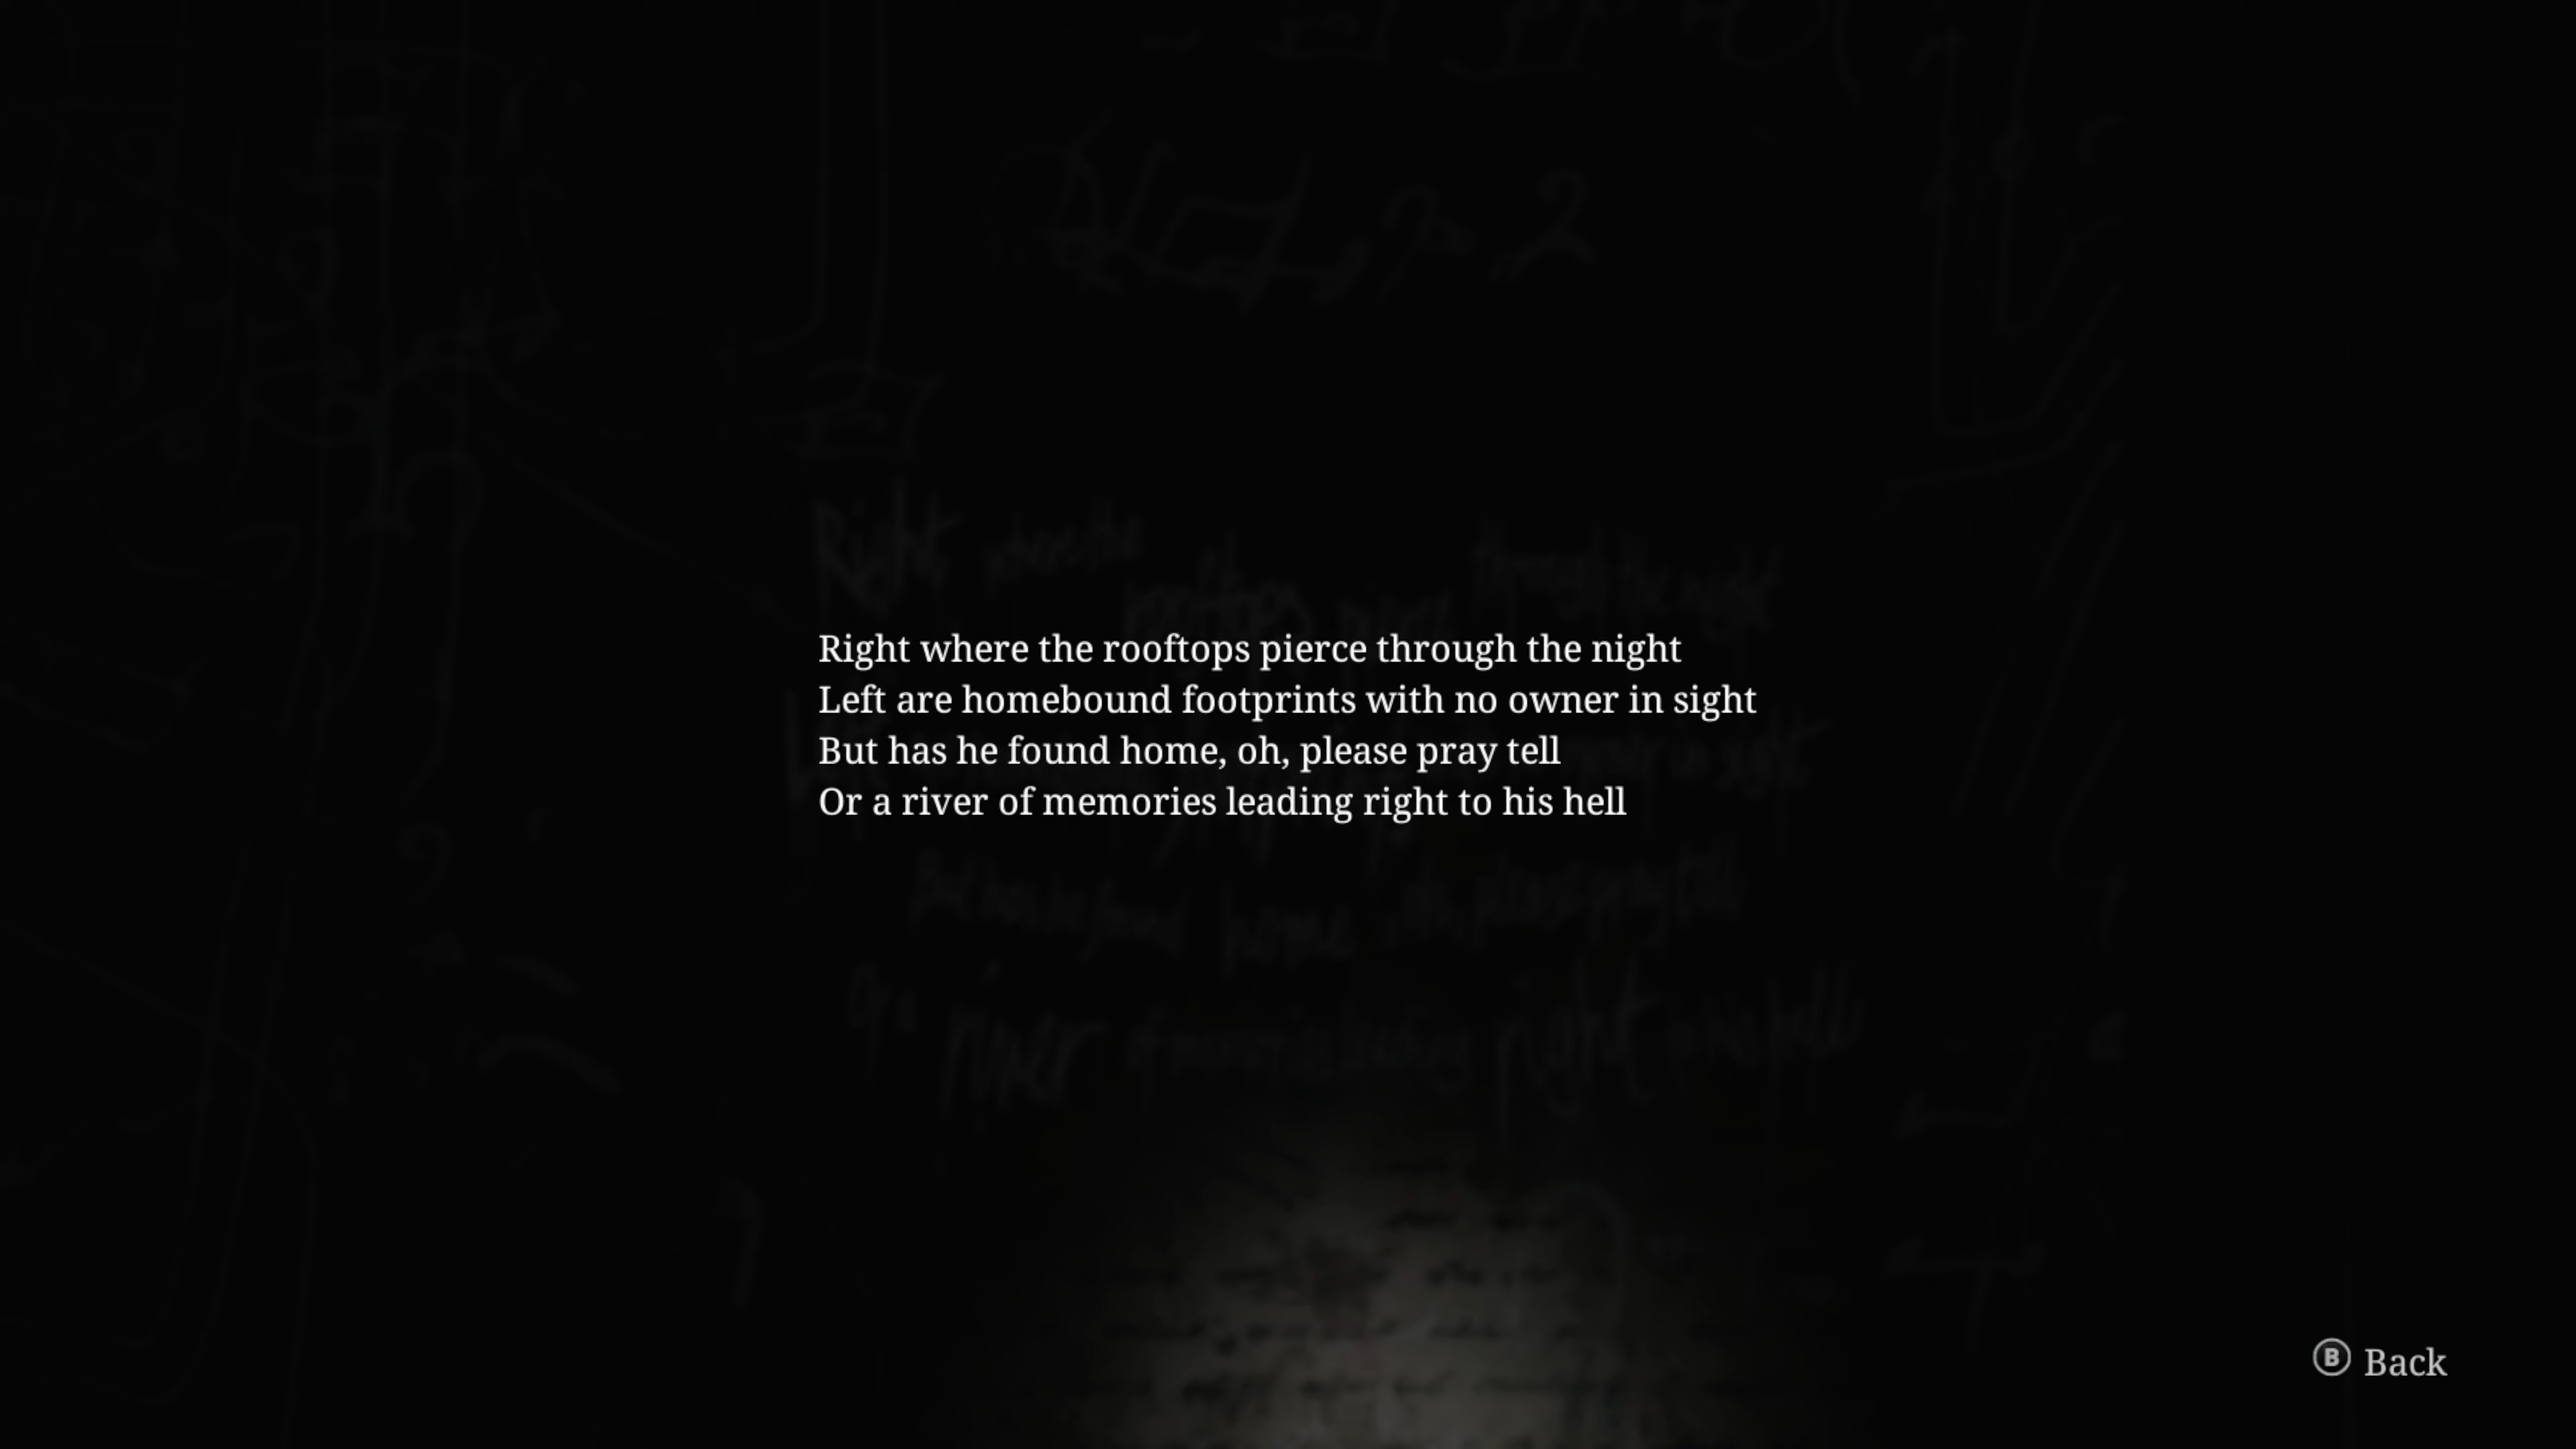 Right where the rooftops pierce through the night
Left are homebound footprints with no owner in sight
But has he found home, oh, please pray tell
Or a river of memories leading right to his hell
B Back